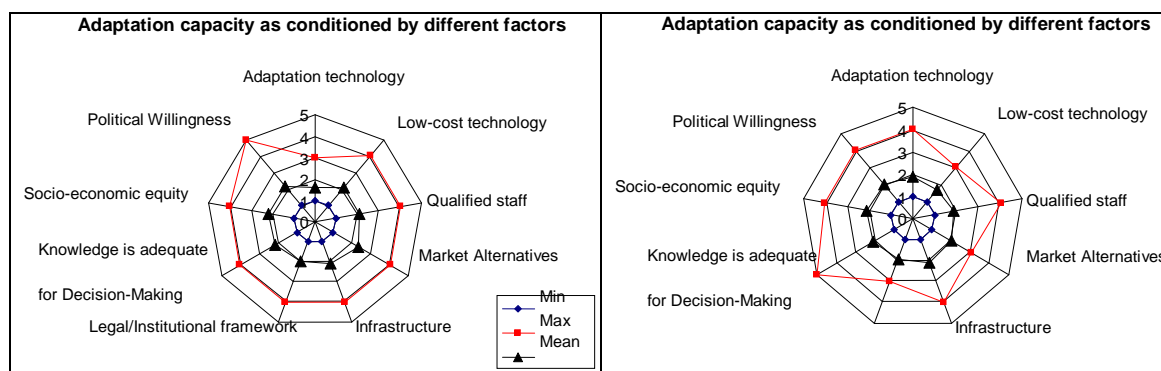 Adaptation capacity as conditioned by different factors
Adaptation technology
Political Willingness
Low-cost technology
Socio-economic equity
Qualified staff
Knowledge is adequate
for Decision-Making
Market Alternatives
Legal/Institutional framework
Infrastructure
5
4
3
2
1
0
Min
Max
Mean
Adaptation capacity as conditioned by different factors
Adaptation technology
Political Willingness
Low-cost technology
Socio-economic equity
Qualified staff
Knowledge is adequate
for Decision-Making
Market Alternatives
Infrastructure
5
4
3
2
1
0